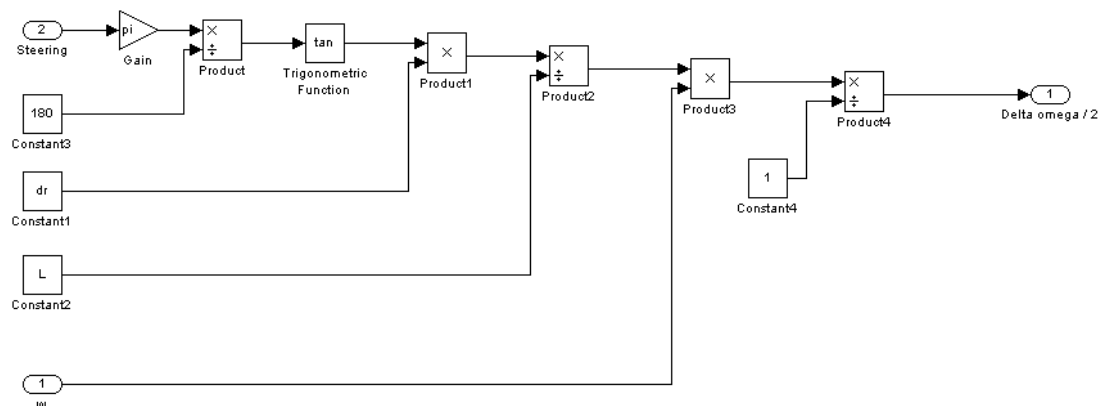 2
Steering
pi
Gain
×
÷
Product
tan
Trigonometric
Function
×
Product1
×
÷
Product2
×
Product3
×
÷
Product4
1
Delta omega / 2
180
Constant3
dr
Constant1
1
Constant4
L
Constant2
1